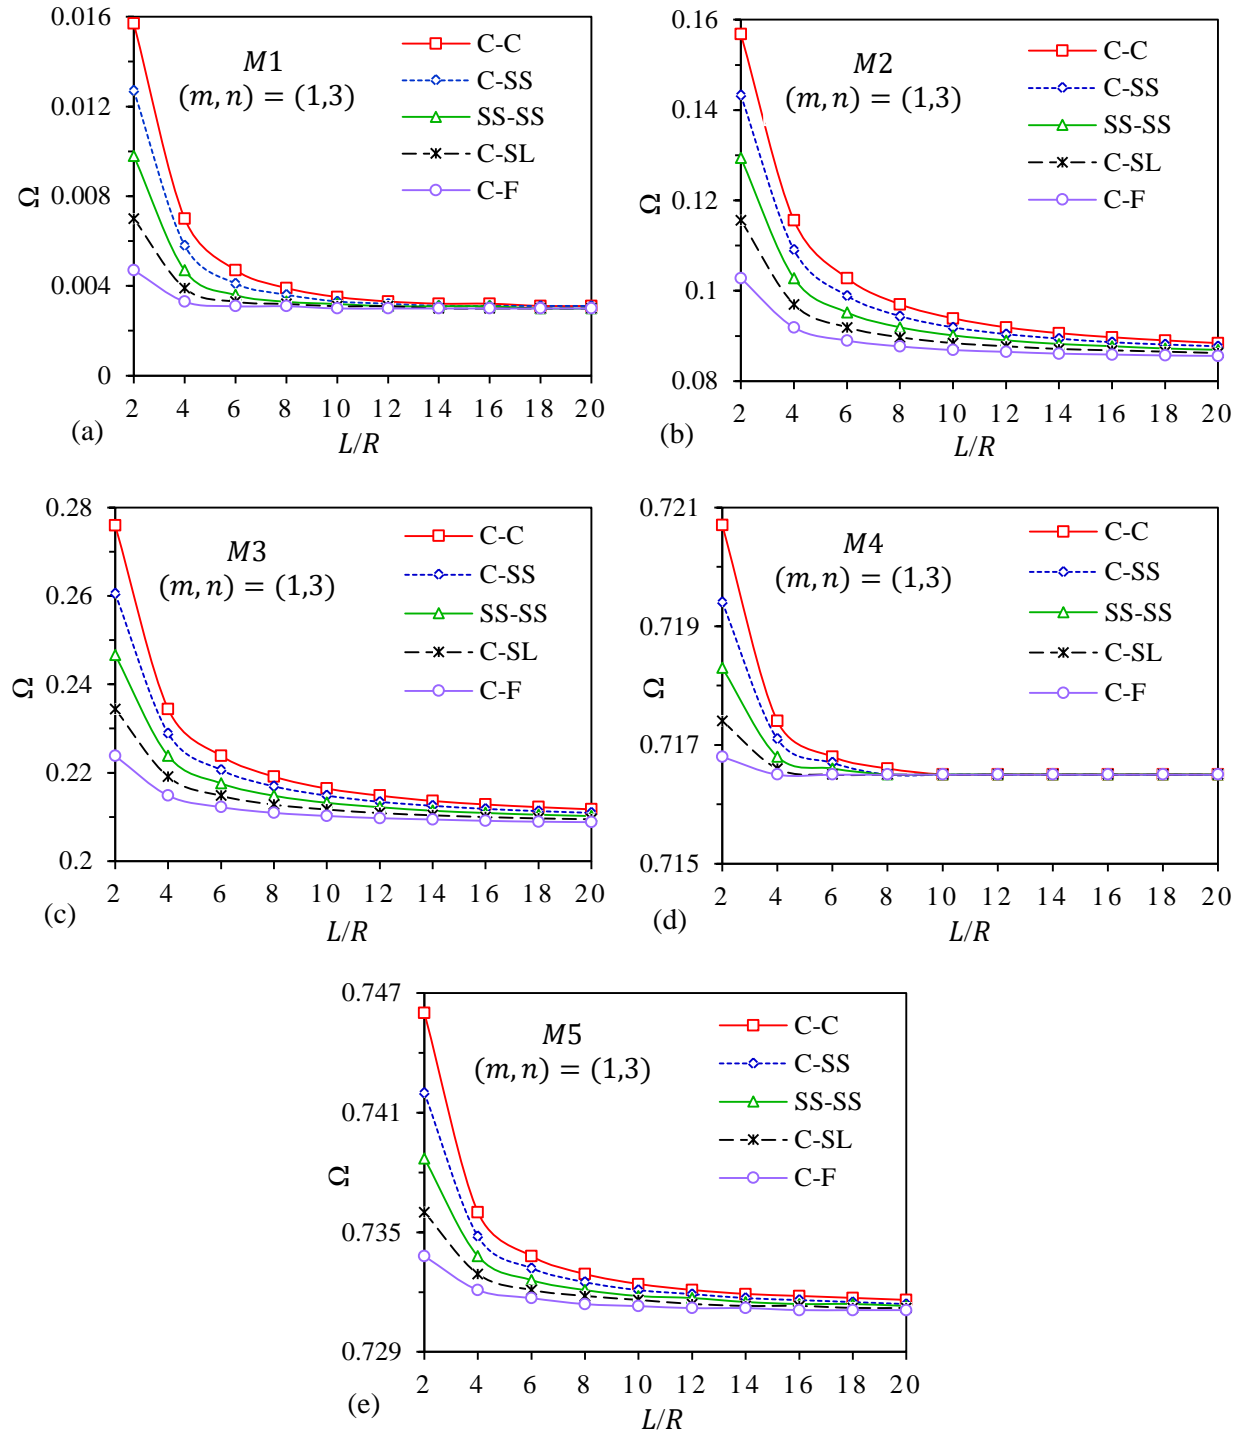 0.016
0.012
0.008
0.004
0
Ω
M1
(m, n) = (1,3)
C-C
C-SS
SS-SS
C-SL
C-F
2 4 6 8 10 12 14 16 18 20
L/R
(a)
0.16
0.14
0.12
0.1
0.08
Ω
M2
(m, n) = (1,3)
C-C
C-SS
SS-SS
C-SL
C-F
2 4 6 8 10 12 14 16 18 20
L/R
(b)
0.28
0.26
0.24
0.22
0.2
Ω
M3
(m, n) = (1,3)
C-C
C-SS
SS-SS
C-SL
C-F
2 4 6 8 10 12 14 16 18 20
L/R
(c)
0.721
0.719
0.717
0.715
Ω
M4
(m, n) = (1,3)
C-C
C-SS
SS-SS
C-SL
C-F
2 4 6 8 10 12 14 16 18 20
L/R
(d)
0.747
0.741
0.735
0.729
Ω
M5
(m, n) = (1,3)
C-C
C-SS
SS-SS
C-SL
C-F
2 4 6 8 10 12 14 16 18 20
L/R
(e)